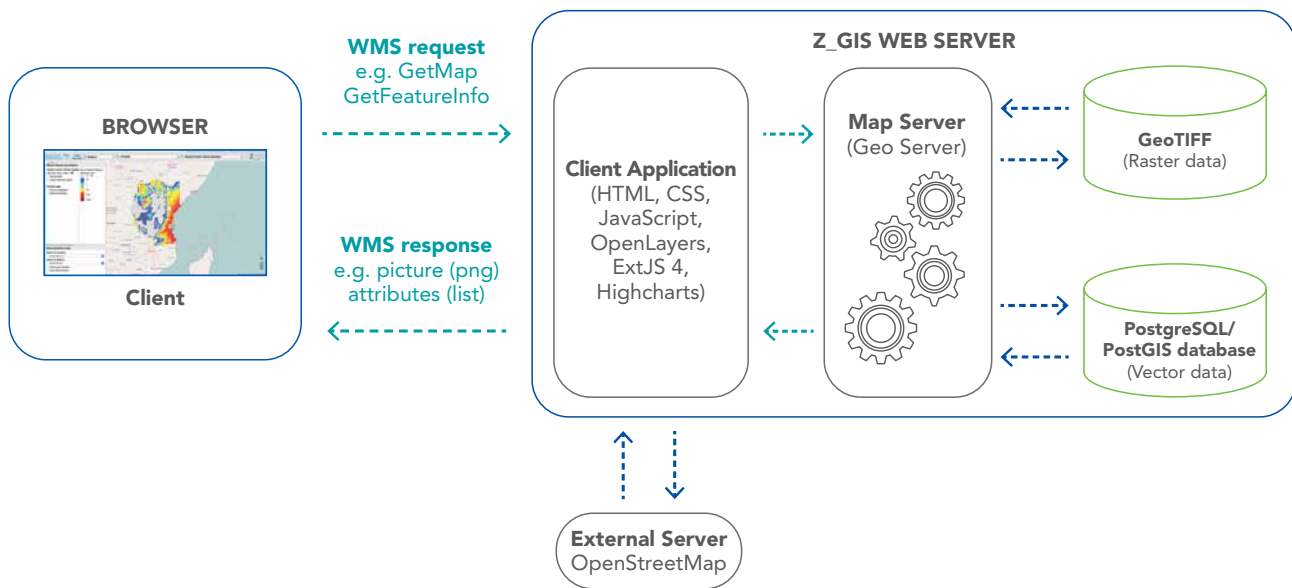 WMS request
e.g. GetMap
GetFeatureInfo
BROWSER
Client
WMS response
e.g. picture (png)
attributes (list)
Z_GIS WEB SERVER
Client Application
(HTML, CSS,
JavaScript,
OpenLayers,
ExtJS 4,
Highcharts)
Map Server
(Geo Server)
GeoTIFF
(Raster data)
PostgreSQL/
PostGIS database
(Vector data)
External Server
OpenStreetMap